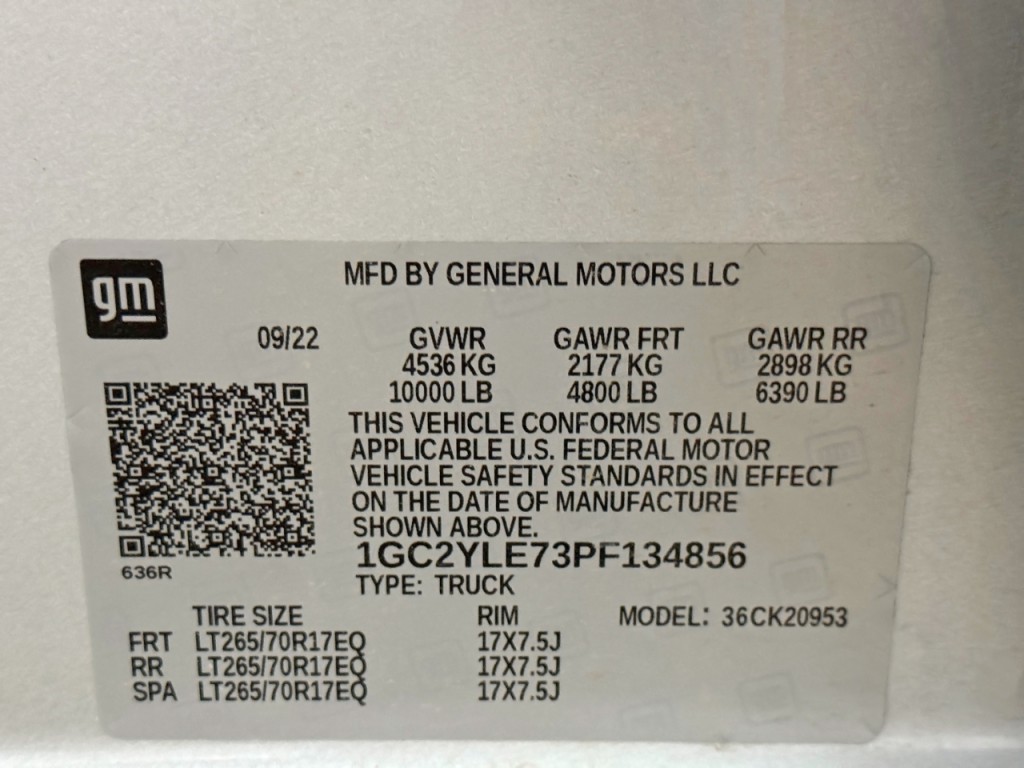 gm
MFD BY GENERAL MOTORS LLC
09/22 GVWR GAWR FRT GAWR RR
4536 KG 2177 KG 2898 KG
10000 LB 4800 LB 6390 LB
THIS VEHICLE CONFORMS TO ALL
APPLICABLE U.S. FEDERAL MOTOR
VEHICLE SAFETY STANDARDS IN EFFECT
ON THE DATE OF MANUFACTURE
SHOWN ABOVE.
1GC2YLE73PF134856
636R
TYPE: TRUCK
TIRE SIZE RIM MODEL: 36CK20953
FRT LT265/70R17EQ 17X7.5J
RR LT265/70R17EQ 17X7.5J
SPA LT265/70R17EQ 17X7.5J